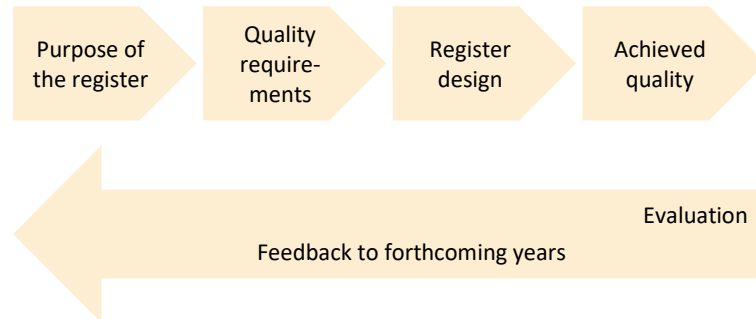 Purpose of
the register
Quality
require-
ments
Register
design
Achieved
quality
Evaluation
Feedback to forthcoming years